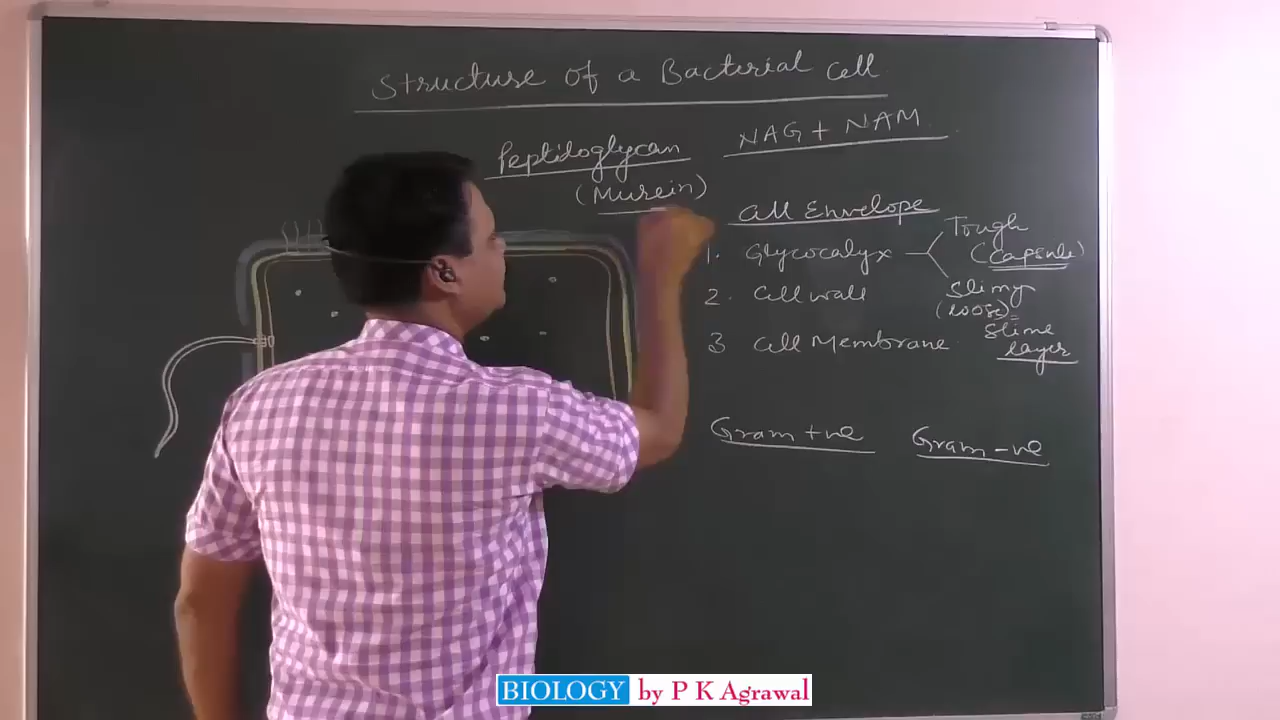 Structure of a Bacterial Cell
Peptidoglycan
(Murein)
NAG + NAM
Cell Envelope
1. Glycocalyx
Tough
(Capsule)
Slimy
(loose)=
Slime
layer
2. Cell wall
3 Cell Membrane
Gram +ve
Gram -ve
BIOLOGY by P K Agrawal